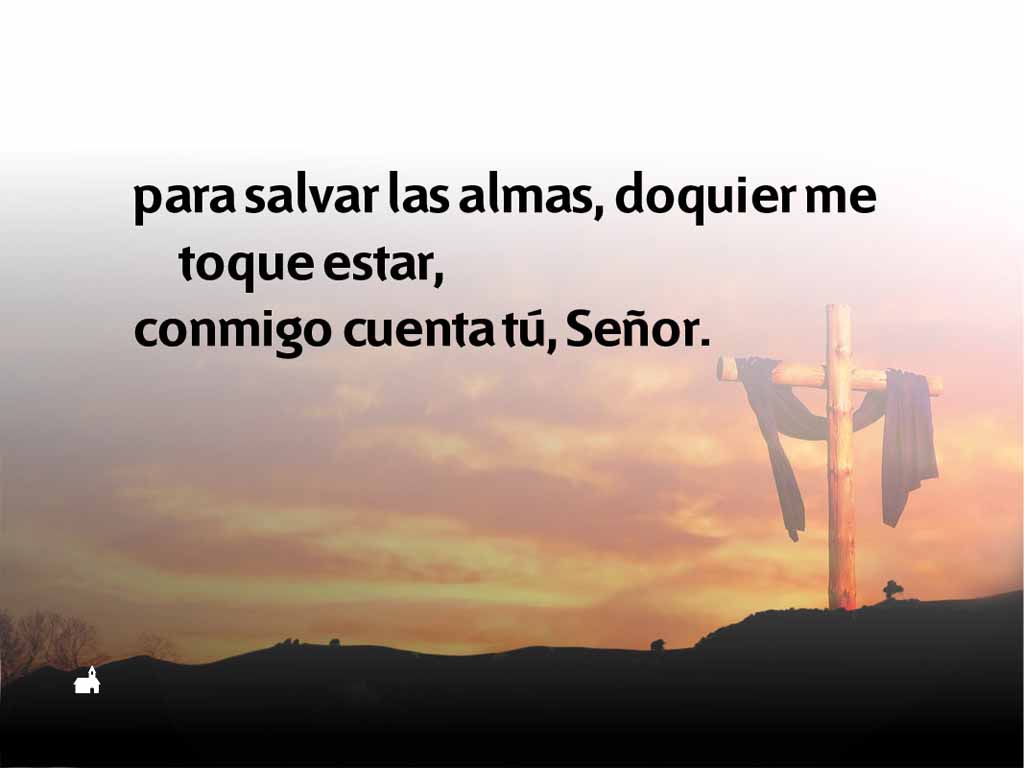 para salvar las almas, doquier me
toque estar,
conmigo cuenta tú, Señor.